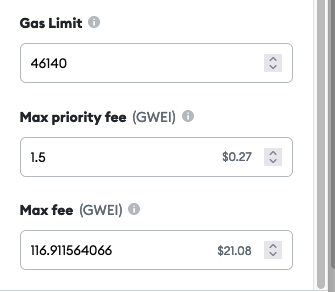 Gas Limit
46140
Max priority fee (GWEI)
1.5 $0.27
Max fee (GWEI)
116.911564066 $21.08